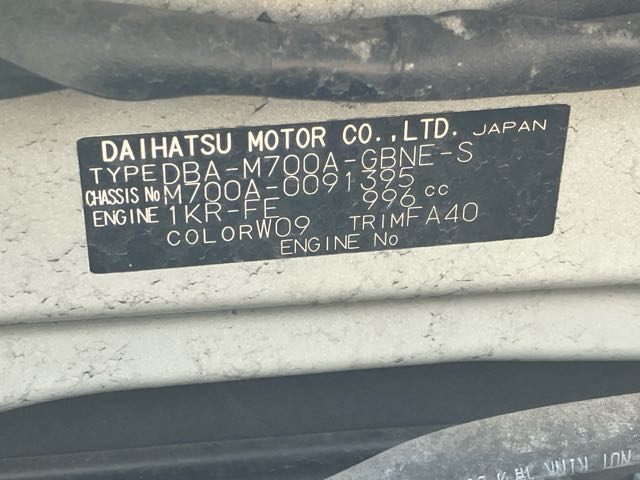 DAIHATSU MOTOR CO.,LTD. JAPAN
TYPE DBA-M700A-GBNE-S
CHASSIS No M700A-0091395
ENGINE 1KR-FE 996 cc
COLOR W09 TRIM FA40
ENGINE No